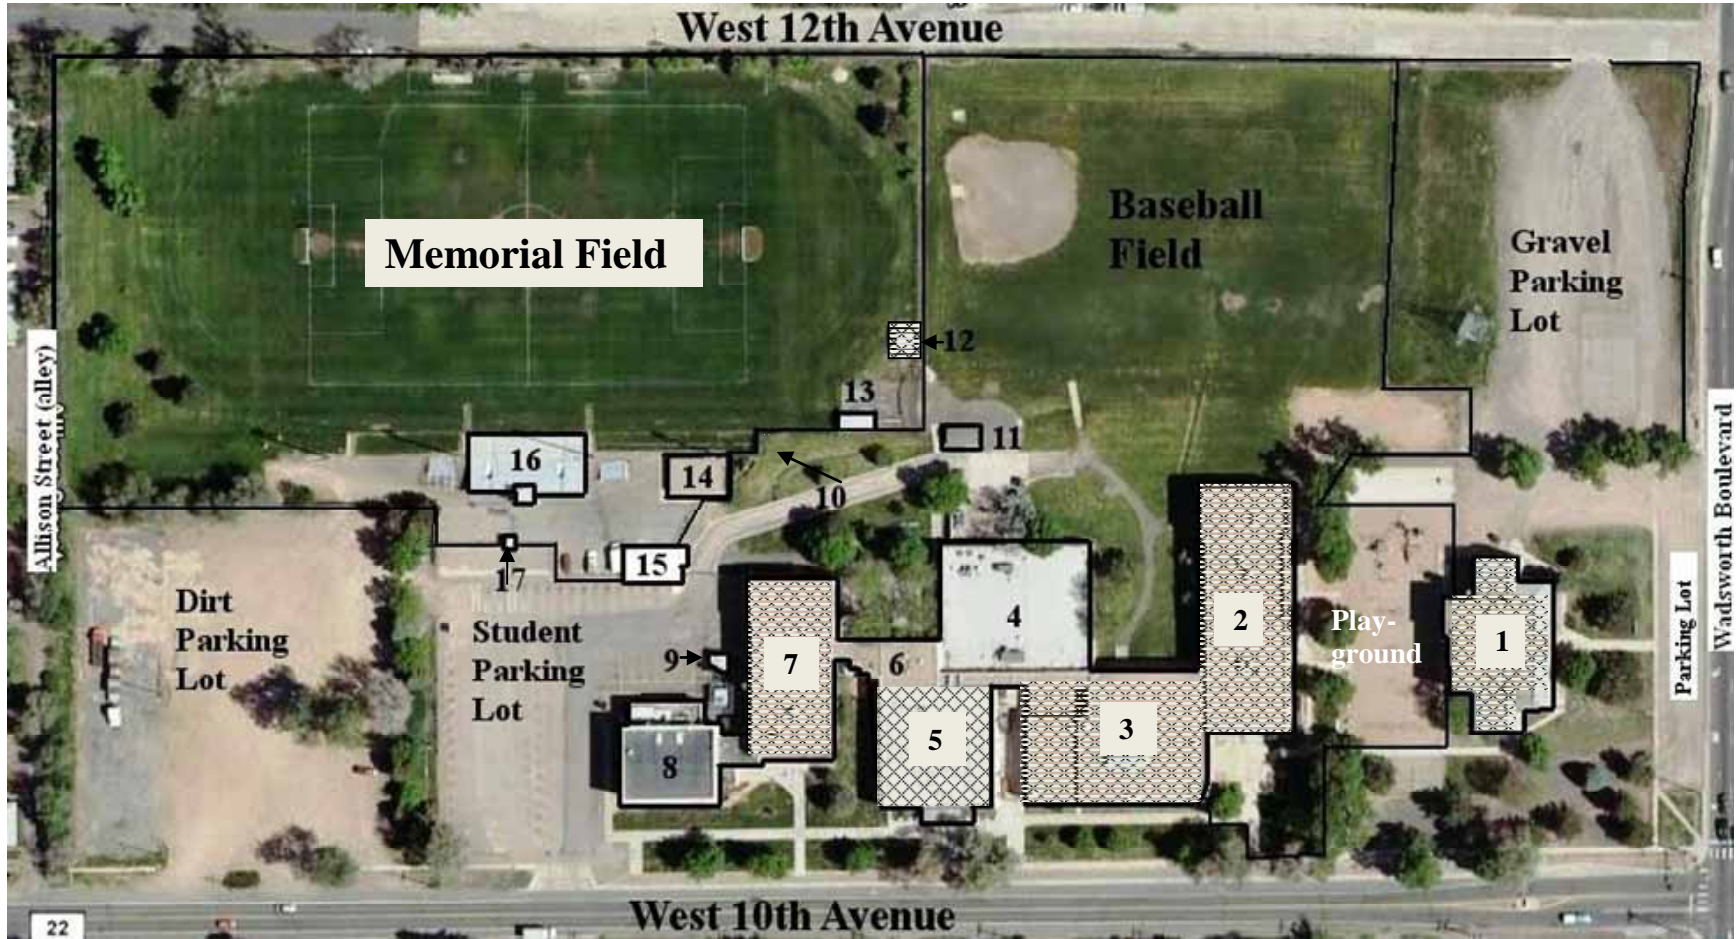 West 12th Avenue
Memorial Field
Baseball
Field
Gravel
Parking
Lot
12
13
11
16
14
10
Allison Street (alley)
Wadsworth Boulevard
17
15
Dirt
Parking
Lot
Student
Parking
Lot
9
7
6
4
2
Play-
ground
1
Parking Lot
8
5
3
West 10th Avenue
22